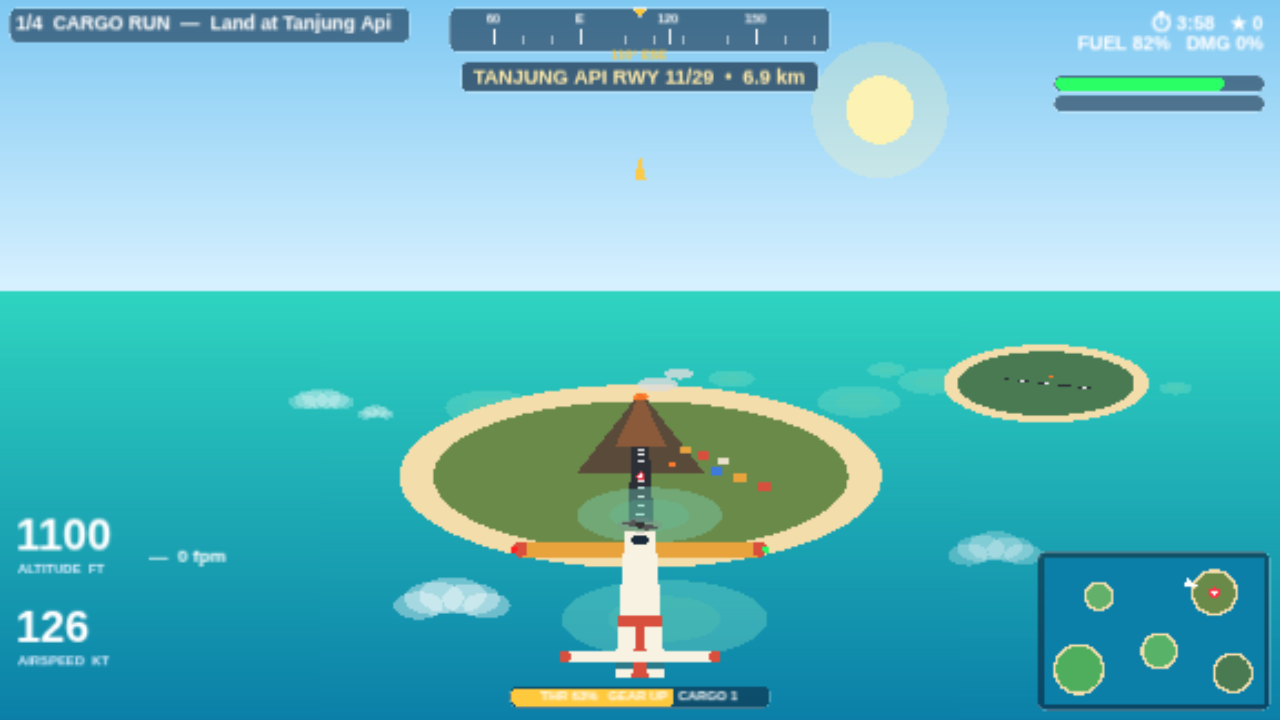 1/4 CARGO RUN — Land at Tanjung Api
60 E 120 150
TANJUNG API RWY 11/29 • 6.9 km
⏱ 3:58 ★ 0
FUEL 82% DMG 0%
1100
ALTITUDE FT
— 0 fpm
126
AIRSPEED KT
GEAR UP CARGO 1